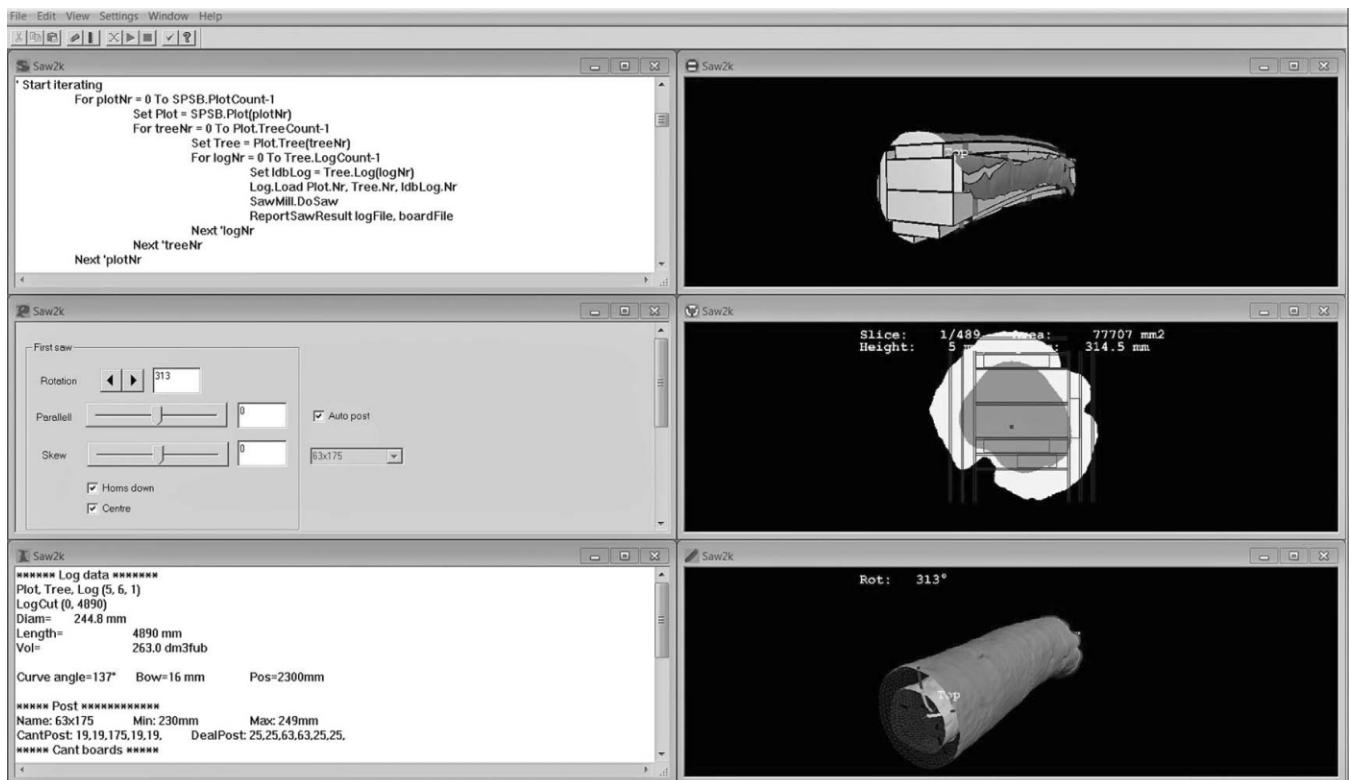 File Edit View Settings Window Help
Saw2k
' Start iterating
For plotNr = 0 To SPSB.PlotCount-1
Set Plot = SPSB.Plot(plotNr)
For treeNr = 0 To Plot.TreeCount-1
Set Tree = Plot.Tree(treeNr)
For logNr = 0 To Tree.LogCount-1
Set ldbLog = Tree.Log(logNr)
Log.Load Plot.Nr, Tree.Nr, ldbLog.Nr
SawMill.DoSaw
ReportSawResult logFile, boardFile
Next 'logNr
Next 'treeNr
Next 'plotNr
Saw2k
Top
Saw2k
First saw
Rotation 313
Parallell 0
Auto post
Skew 0
63x175
Horns down
Centre
Saw2k
Slice: 1/489 Area: 77707 mm2
Height: 5 314.5 mm
Saw2k
****** Log data *******
Plot, Tree, Log (5, 6, 1)
LogCut (0, 4890)
Diam= 244.8 mm
Length= 4890 mm
Vol= 263.0 dm3fub
Curve angle=137° Bow=16 mm Pos=2300mm
***** Post ************
Name: 63x175 Min: 230mm Max: 249mm
CantPost: 19,19,175,19,19, DealPost: 25,25,63,63,25,25,
***** Cant boards *****
Saw2k
Rot: 313°
Top